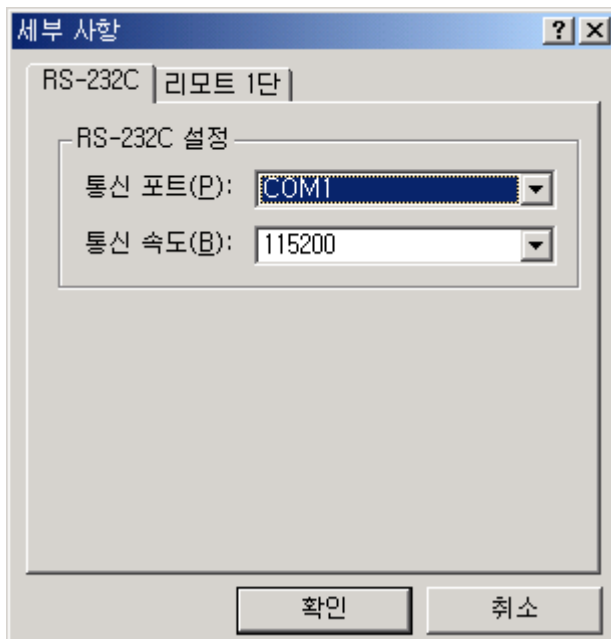 세부 사항
RS-232C 리모트 1단
RS-232C 설정
통신 포트(P): COM1
통신 속도(B): 115200
확인 취소